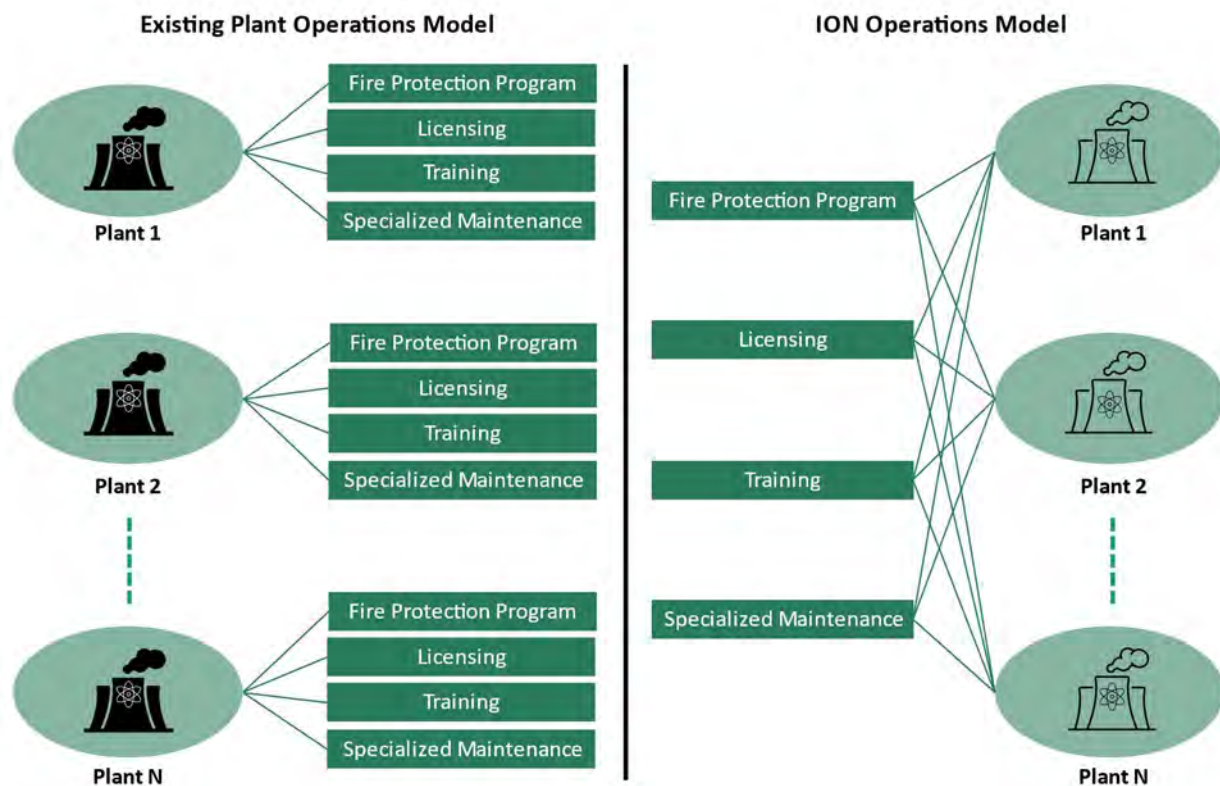 Existing Plant Operations Model
Fire Protection Program
Licensing
Training
Specialized Maintenance
Plant 1
Fire Protection Program
Licensing
Training
Specialized Maintenance
Plant 2
Fire Protection Program
Licensing
Training
Specialized Maintenance
Plant N
ION Operations Model
Fire Protection Program
Licensing
Training
Specialized Maintenance
Plant 1
Plant 2
Plant N